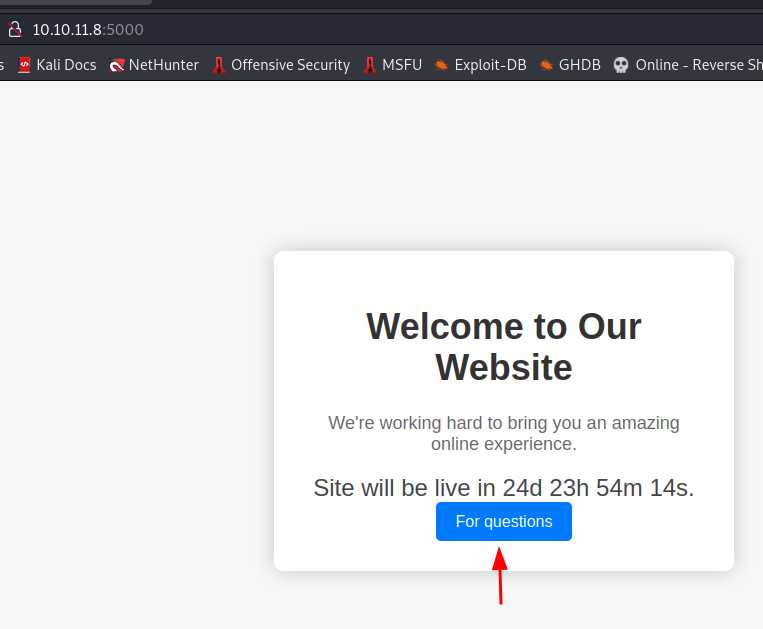 10.10.11.8:5000
s Kali Docs NetHunter Offensive Security MSFU Exploit-DB GHDB Online - Reverse Sh
Welcome to Our
Website
We're working hard to bring you an amazing
online experience.
Site will be live in 24d 23h 54m 14s.
For questions